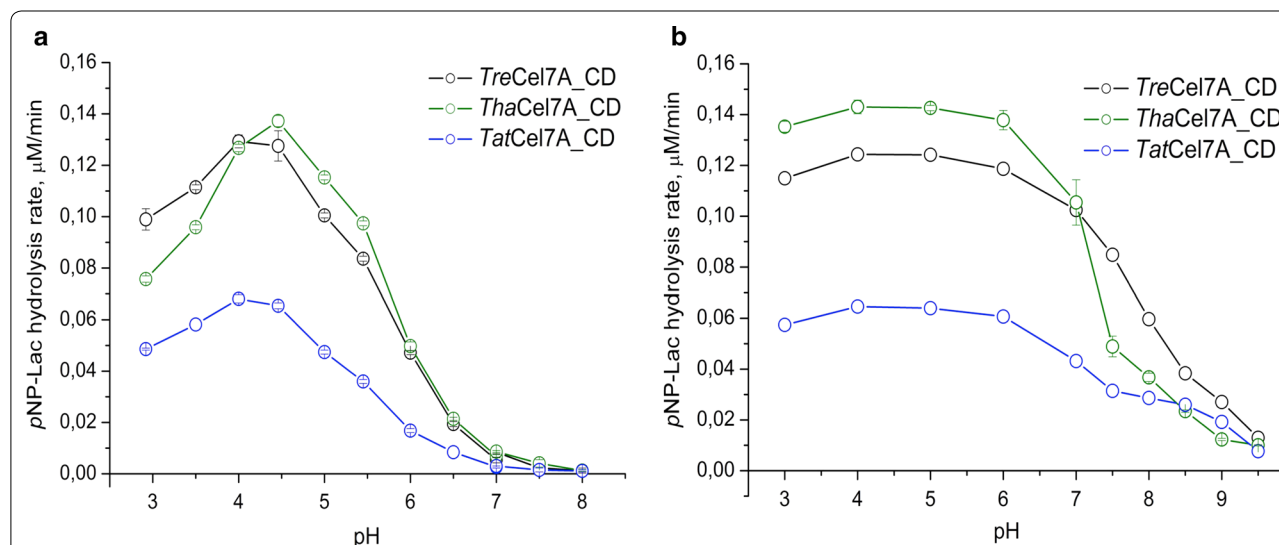 a
0,16
0,14
0,12
0,10
0,08
0,06
0,04
0,02
0,00
pNP-Lac hydrolysis rate, μM/min
3 4 5 6 7 8
pH
TreCel7A_CD
ThaCel7A_CD
TatCel7A_CD
b
0,16
0,14
0,12
0,10
0,08
0,06
0,04
0,02
0,00
pNP-Lac hydrolysis rate, μM/min
3 4 5 6 7 8 9
pH
TreCel7A_CD
ThaCel7A_CD
TatCel7A_CD